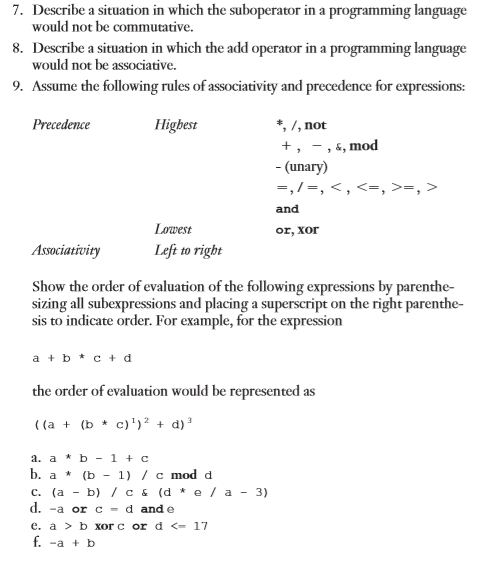 7. Describe a situation in which the suboperator in a programming language
would not be commutative.
8. Describe a situation in which the add operator in a programming language
would not be associative.
9. Assume the following rules of associativity and precedence for expressions:
Precedence Highest *, /, not
+, -, &, mod
- (unary)
=, /=, <, <=, >=, >
and
Lowest or, xor
Associativity Left to right
Show the order of evaluation of the following expressions by parenthe-
sizing all subexpressions and placing a superscript on the right parenthe-
sis to indicate order. For example, for the expression
a + b * c + d
the order of evaluation would be represented as
((a + (b * c)¹)² + d)³
a. a * b - 1 + c
b. a * (b - 1) / c mod d
c. (a - b) / c & (d * e / a - 3)
d. -a or c = d and e
e. a > b xor c or d <= 17
f. -a + b